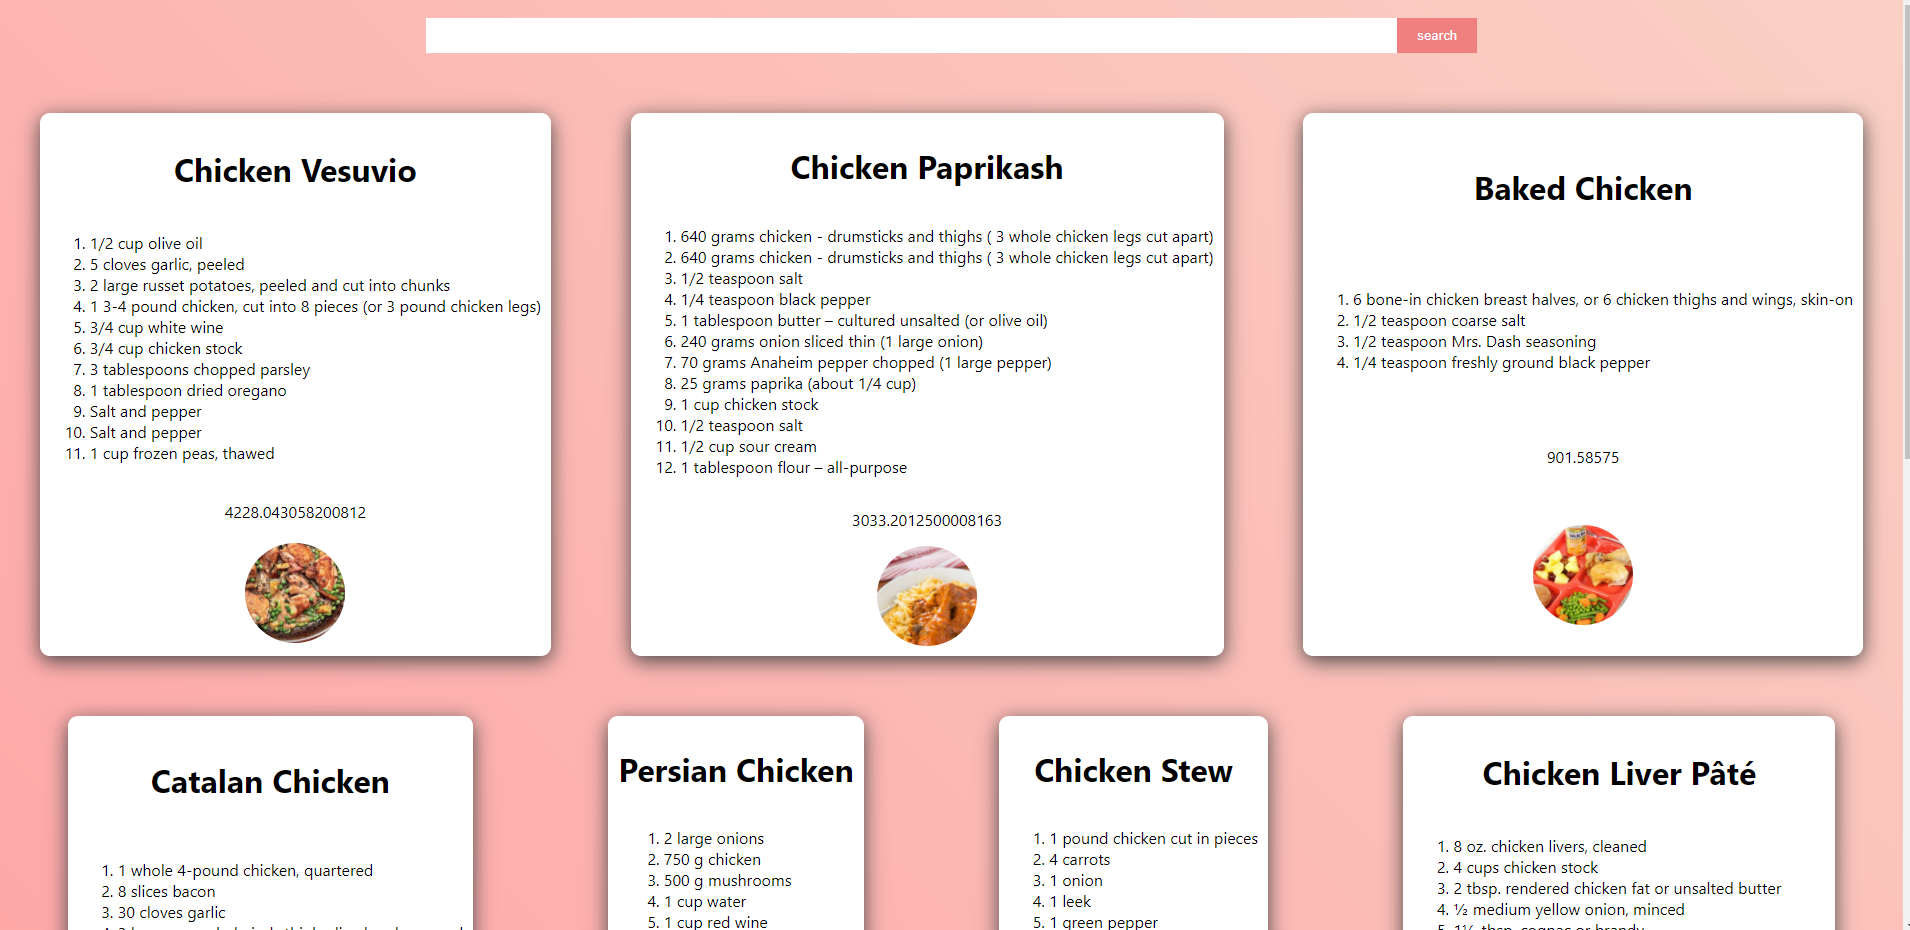 search
Chicken Vesuvio
1. 1/2 cup olive oil
2. 5 cloves garlic, peeled
3. 2 large russet potatoes, peeled and cut into chunks
4. 1 3-4 pound chicken, cut into 8 pieces (or 3 pound chicken legs)
5. 3/4 cup white wine
6. 3/4 cup chicken stock
7. 3 tablespoons chopped parsley
8. 1 tablespoon dried oregano
9. Salt and pepper
10. Salt and pepper
11. 1 cup frozen peas, thawed
4228.043058200812
Chicken Paprikash
1. 640 grams chicken - drumsticks and thighs ( 3 whole chicken legs cut apart)
2. 640 grams chicken - drumsticks and thighs ( 3 whole chicken legs cut apart)
3. 1/2 teaspoon salt
4. 1/4 teaspoon black pepper
5. 1 tablespoon butter – cultured unsalted (or olive oil)
6. 240 grams onion sliced thin (1 large onion)
7. 70 grams Anaheim pepper chopped (1 large pepper)
8. 25 grams paprika (about 1/4 cup)
9. 1 cup chicken stock
10. 1/2 teaspoon salt
11. 1/2 cup sour cream
12. 1 tablespoon flour – all-purpose
3033.2012500008163
Baked Chicken
1. 6 bone-in chicken breast halves, or 6 chicken thighs and wings, skin-on
2. 1/2 teaspoon coarse salt
3. 1/2 teaspoon Mrs. Dash seasoning
4. 1/4 teaspoon freshly ground black pepper
901.58575
Catalan Chicken
1. 1 whole 4-pound chicken, quartered
2. 8 slices bacon
3. 30 cloves garlic
Persian Chicken
1. 2 large onions
2. 750 g chicken
3. 500 g mushrooms
4. 1 cup water
5. 1 cup red wine
Chicken Stew
1. 1 pound chicken cut in pieces
2. 4 carrots
3. 1 onion
4. 1 leek
5. 1 green pepper
Chicken Liver Pâté
1. 8 oz. chicken livers, cleaned
2. 4 cups chicken stock
3. 2 tbsp. rendered chicken fat or unsalted butter
4. ½ medium yellow onion, minced